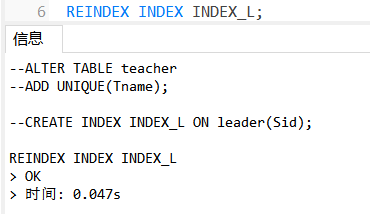 6 REINDEX INDEX INDEX_L;
信息
--ALTER TABLE teacher
--ADD UNIQUE(Tname);
--CREATE INDEX INDEX_L ON leader(Sid);
REINDEX INDEX INDEX_L
> OK
> 时间: 0.047s